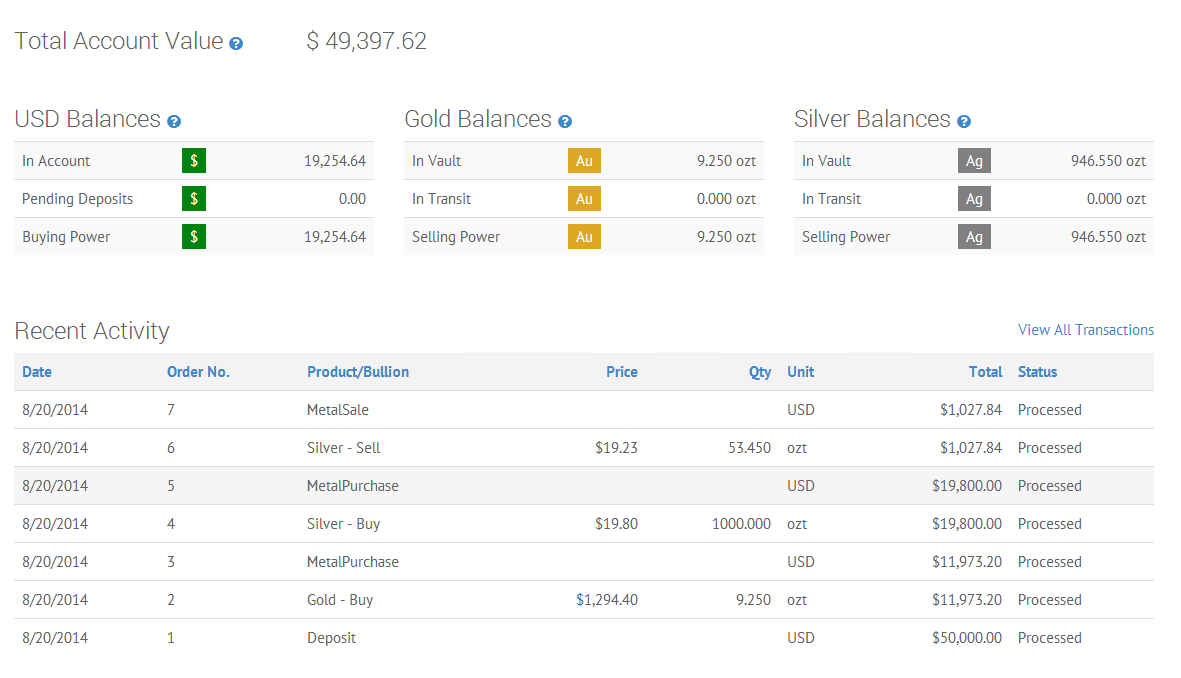 Total Account Value ? $ 49,397.62
USD Balances ? Gold Balances ? Silver Balances ?
In Account $ 19,254.64 In Vault Au 9.250 ozt In Vault Ag 946.550 ozt
Pending Deposits $ 0.00 In Transit Au 0.000 ozt In Transit Ag 0.000 ozt
Buying Power $ 19,254.64 Selling Power Au 9.250 ozt Selling Power Ag 946.550 ozt
Recent Activity View All Transactions
Date Order No. Product/Bullion Price Qty Unit Total Status
8/20/2014 7 MetalSale USD $1,027.84 Processed
8/20/2014 6 Silver - Sell $19.23 53.450 ozt $1,027.84 Processed
8/20/2014 5 MetalPurchase USD $19,800.00 Processed
8/20/2014 4 Silver - Buy $19.80 1000.000 ozt $19,800.00 Processed
8/20/2014 3 MetalPurchase USD $11,973.20 Processed
8/20/2014 2 Gold - Buy $1,294.40 9.250 ozt $11,973.20 Processed
8/20/2014 1 Deposit USD $50,000.00 Processed